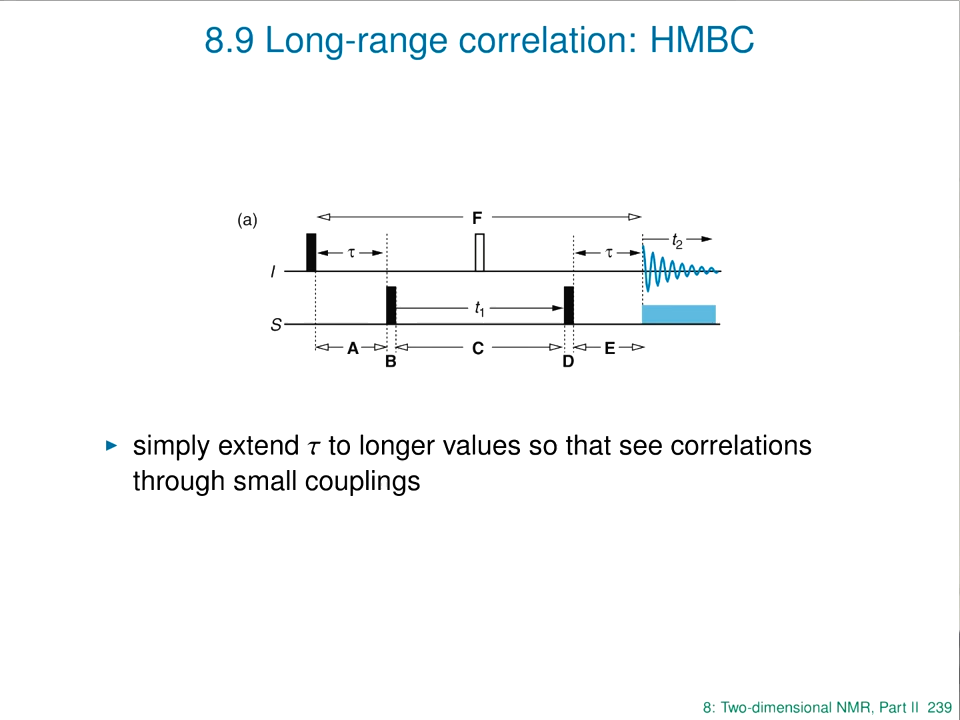 8.9 Long-range correlation: HMBC
(a)
F
τ
τ
t2
I
t1
S
A
B
C
D
E
simply extend τ to longer values so that see correlations
through small couplings
8: Two-dimensional NMR, Part II 239